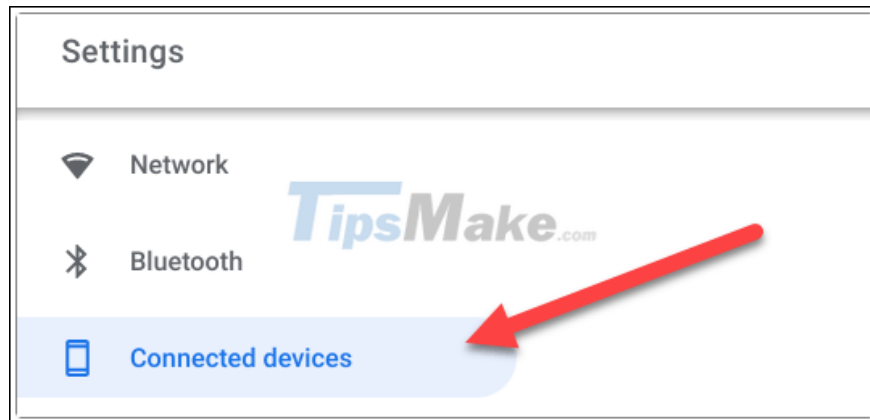 Settings
Network
TipsMake.com
Bluetooth
Connected devices